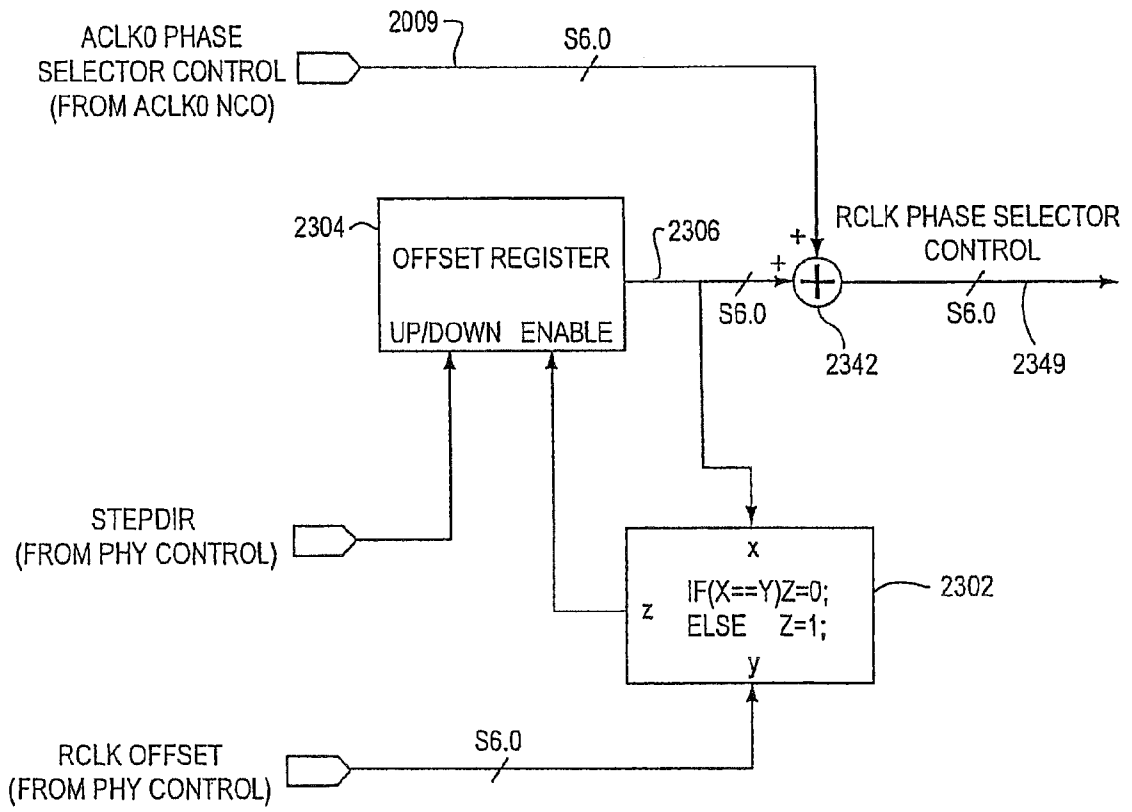 ACLK0 PHASE
SELECTOR CONTROL
(FROM ACLK0 NCO)
2009
S6.0
2304
OFFSET REGISTER
UP/DOWN ENABLE
2306
+
+
S6.0
+
2342
RCLK PHASE SELECTOR
CONTROL
S6.0
2349
STEPDIR
(FROM PHY CONTROL)
x
IF(X==Y)Z=0;
z
ELSE Z=1;
y
2302
RCLK OFFSET
(FROM PHY CONTROL)
S6.0